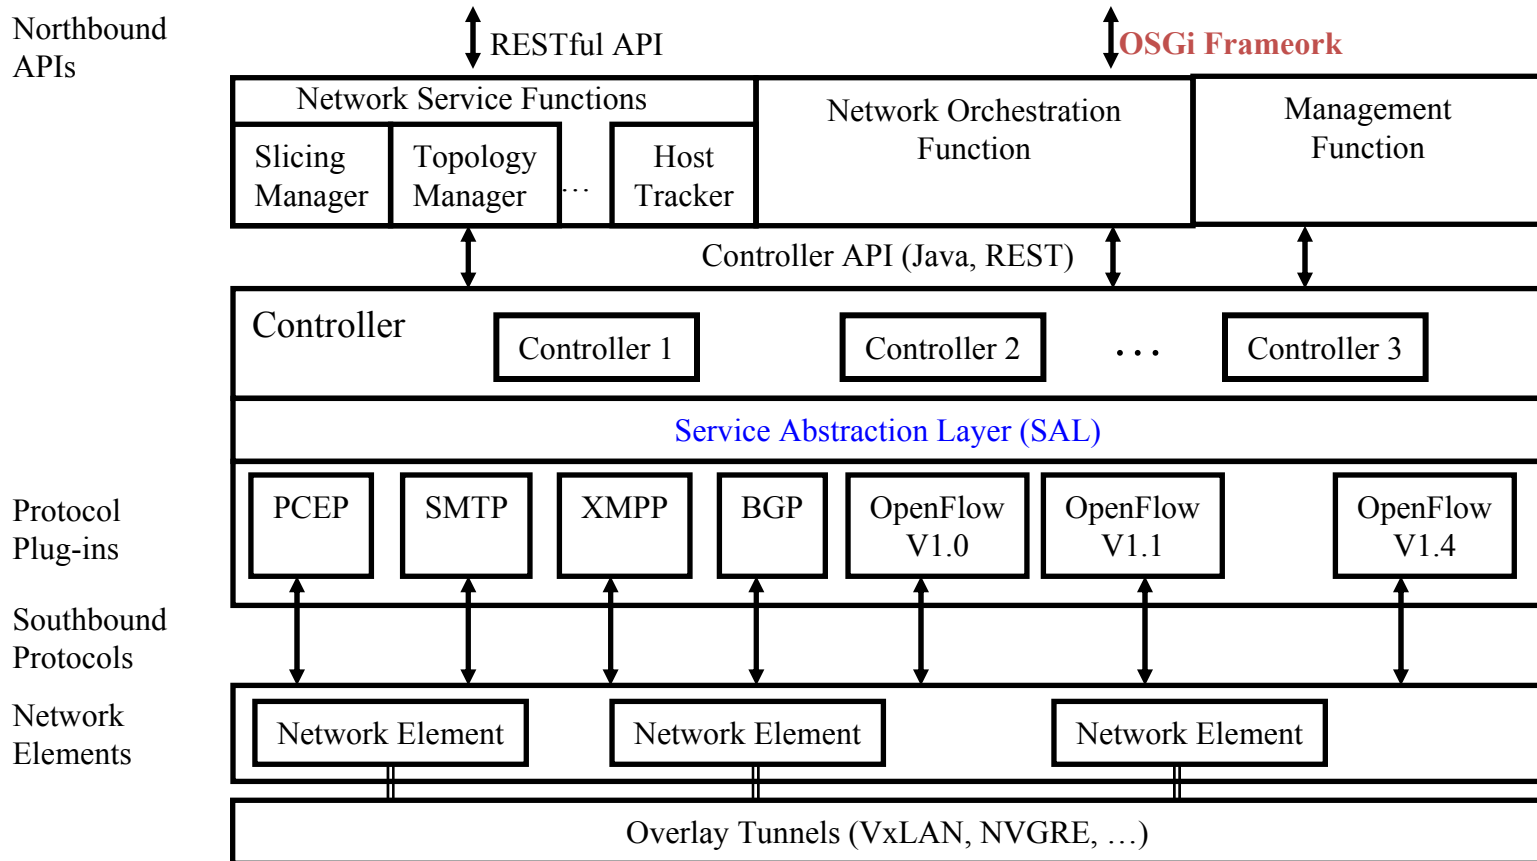 Northbound
APIs
RESTful API
OSGi Frameork
Network Service Functions
Slicing
Manager
Topology
Manager
...
Host
Tracker
Network Orchestration
Function
Management
Function
Controller API (Java, REST)
Controller
Controller 1
Controller 2
...
Controller 3
Service Abstraction Layer (SAL)
Protocol
Plug-ins
PCEP
SMTP
XMPP
BGP
OpenFlow
V1.0
OpenFlow
V1.1
OpenFlow
V1.4
Southbound
Protocols
Network
Elements
Network Element
Network Element
Network Element
Overlay Tunnels (VxLAN, NVGRE, …)